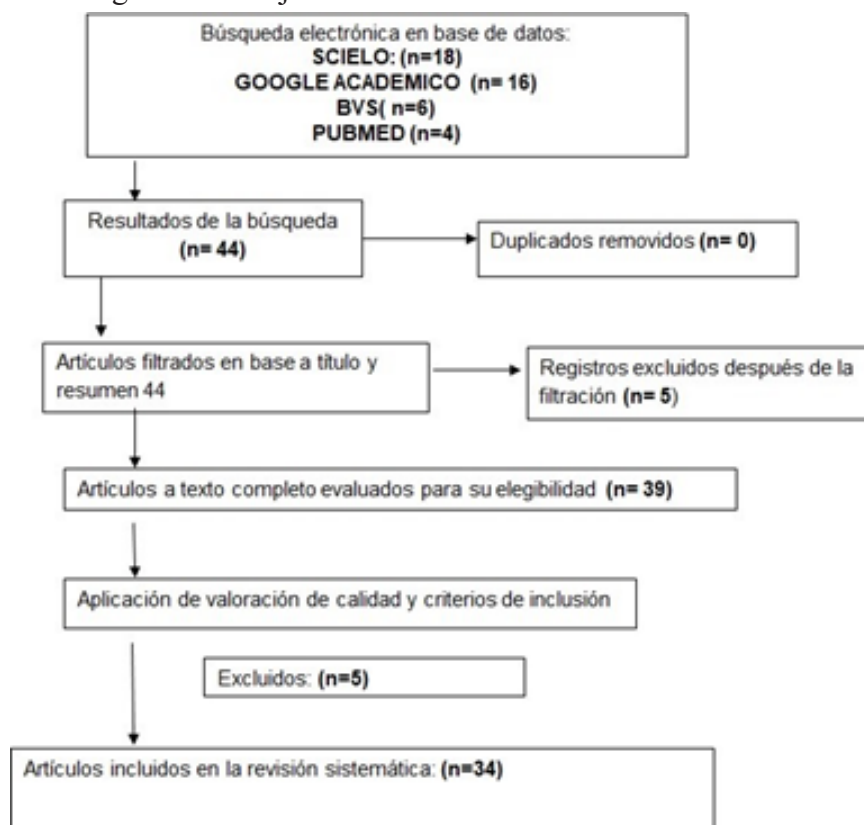 Búsqueda electrónica en base de datos:
SCIELO: (n=18)
GOOGLE ACADEMICO (n= 16)
BVS( n=6)
PUBMED (n=4)
Resultados de la búsqueda
(n= 44)
Duplicados removidos (n= 0)
Artículos filtrados en base a título y
resumen 44
Registros excluidos después de la
filtración (n= 5)
Artículos a texto completo evaluados para su elegibilidad (n= 39)
Aplicación de valoración de calidad y criterios de inclusión
Excluidos: (n=5)
Artículos incluidos en la revisión sistemática: (n=34)